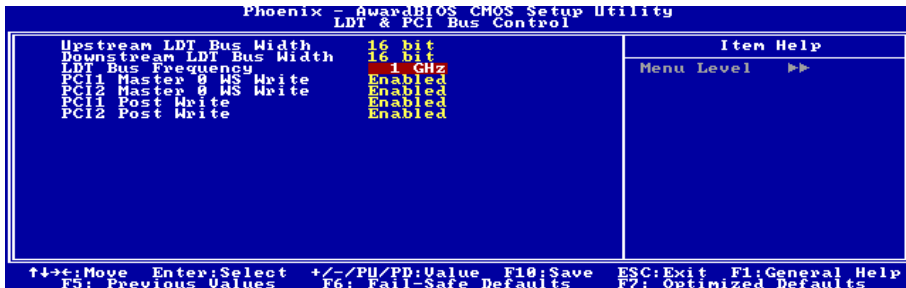 Phoenix - AwardBIOS CMOS Setup Utility
LDT & PCI Bus Control
Upstream LDT Bus Width 16 bit
Downstream LDT Bus Width 16 bit
LDT Bus Frequency 1 GHz
PCI1 Master 0 WS Write Enabled
PCI2 Master 0 WS Write Enabled
PCI1 Post Write Enabled
PCI2 Post Write Enabled
Item Help
Menu Level ►►
↑↓→←:Move Enter:Select +/-/PU/PD:Value F10:Save ESC:Exit F1:General Help
F5: Previous Values F6: Fail-Safe Defaults F7: Optimized Defaults